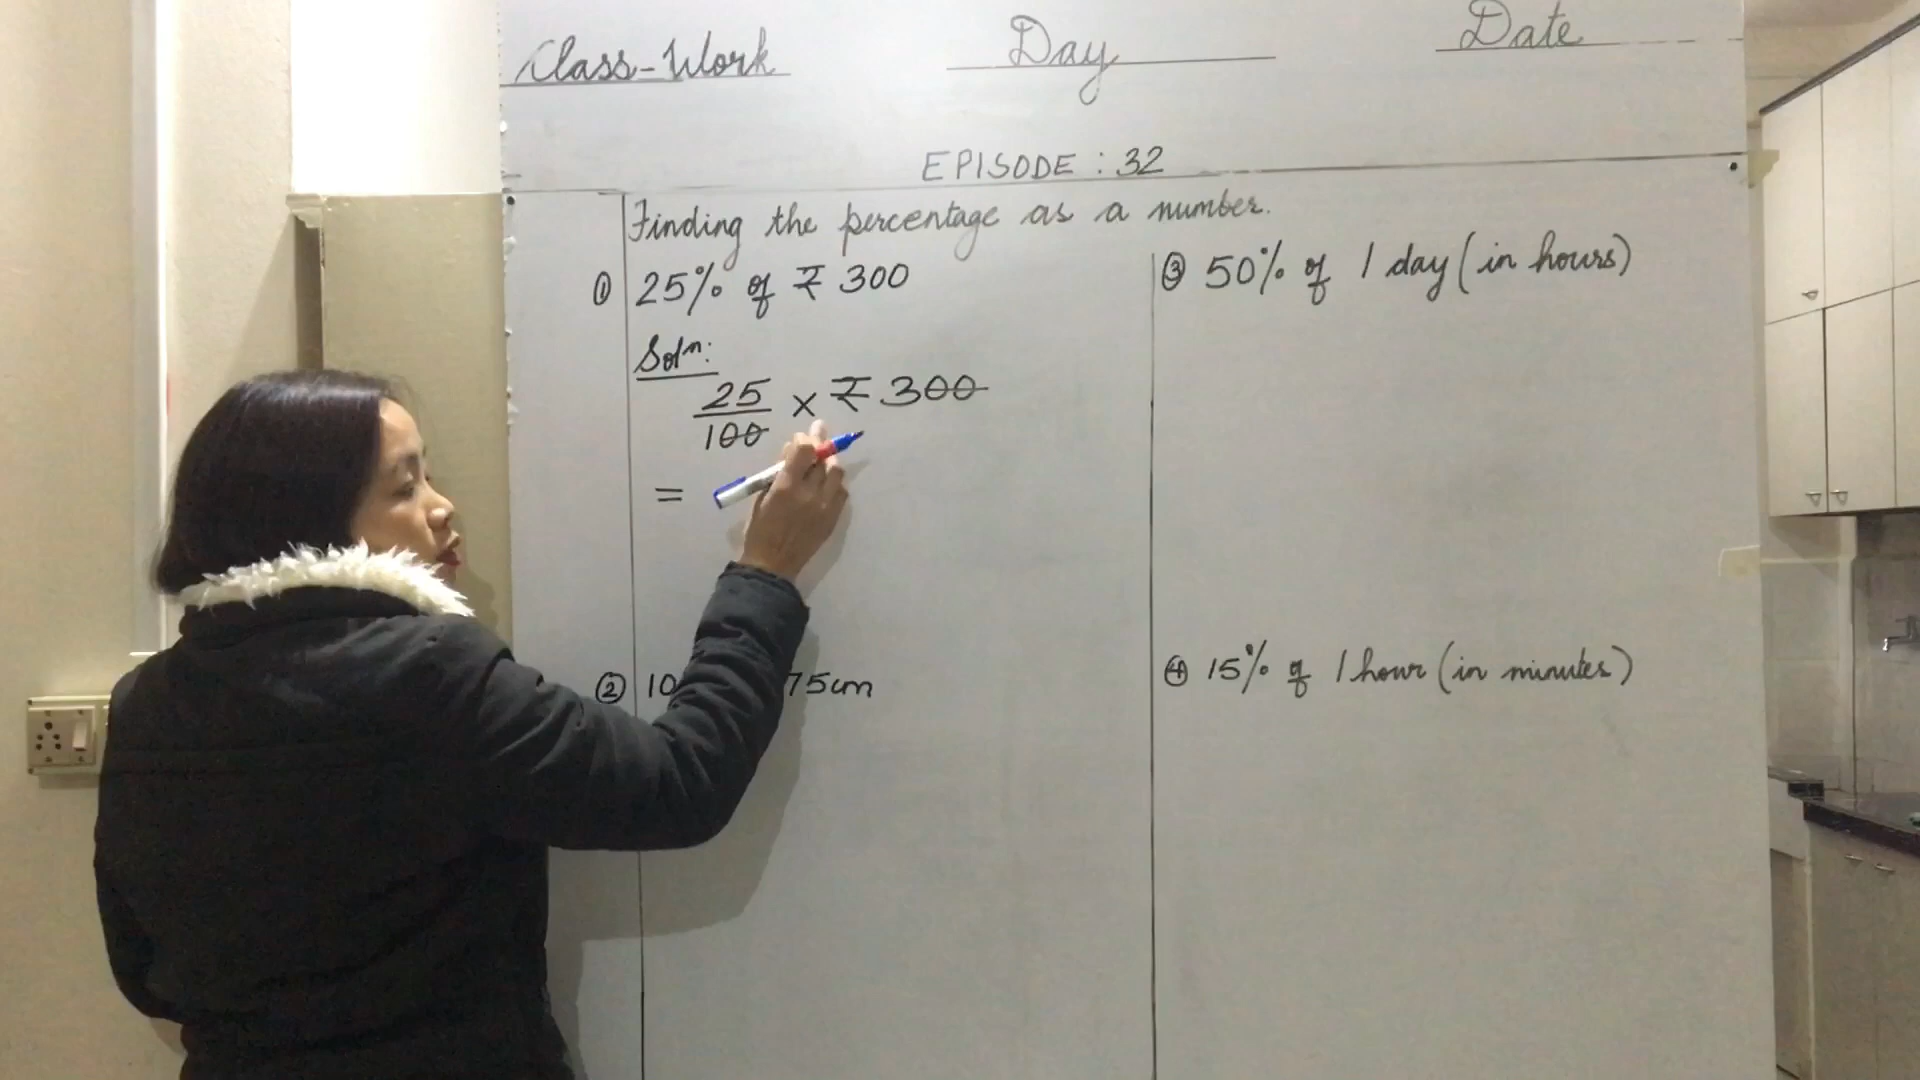 Class-Work Day Date
EPISODE : 32
Finding the percentage as a number.
① 25% of ₹ 300
Solⁿ:
25/100 × ₹ 300
=
② 10 75cm
③ 50% of 1 day (in hours)
④ 15% of 1 hour (in minutes)